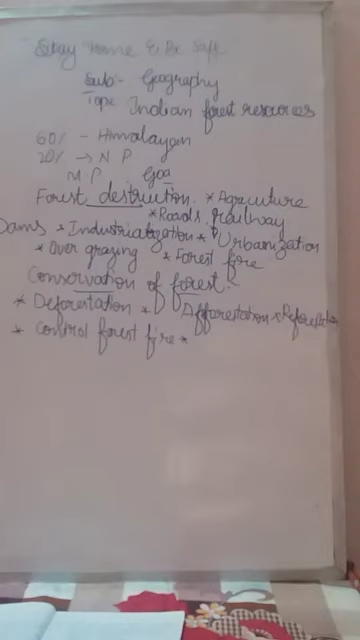 Stay Home & Be Safe
Sub:- Geography
Topic Indian forest resources
60% - Himalayan
20% → N P
M P Goa
Forest destruction. * Agriculture
* Roads, railway
Dams * Industrialization * Urbanization
* Over grazing * Forest fire
Conservation of forest:-
* Deforestation * Afforestation
* Control forest fire *